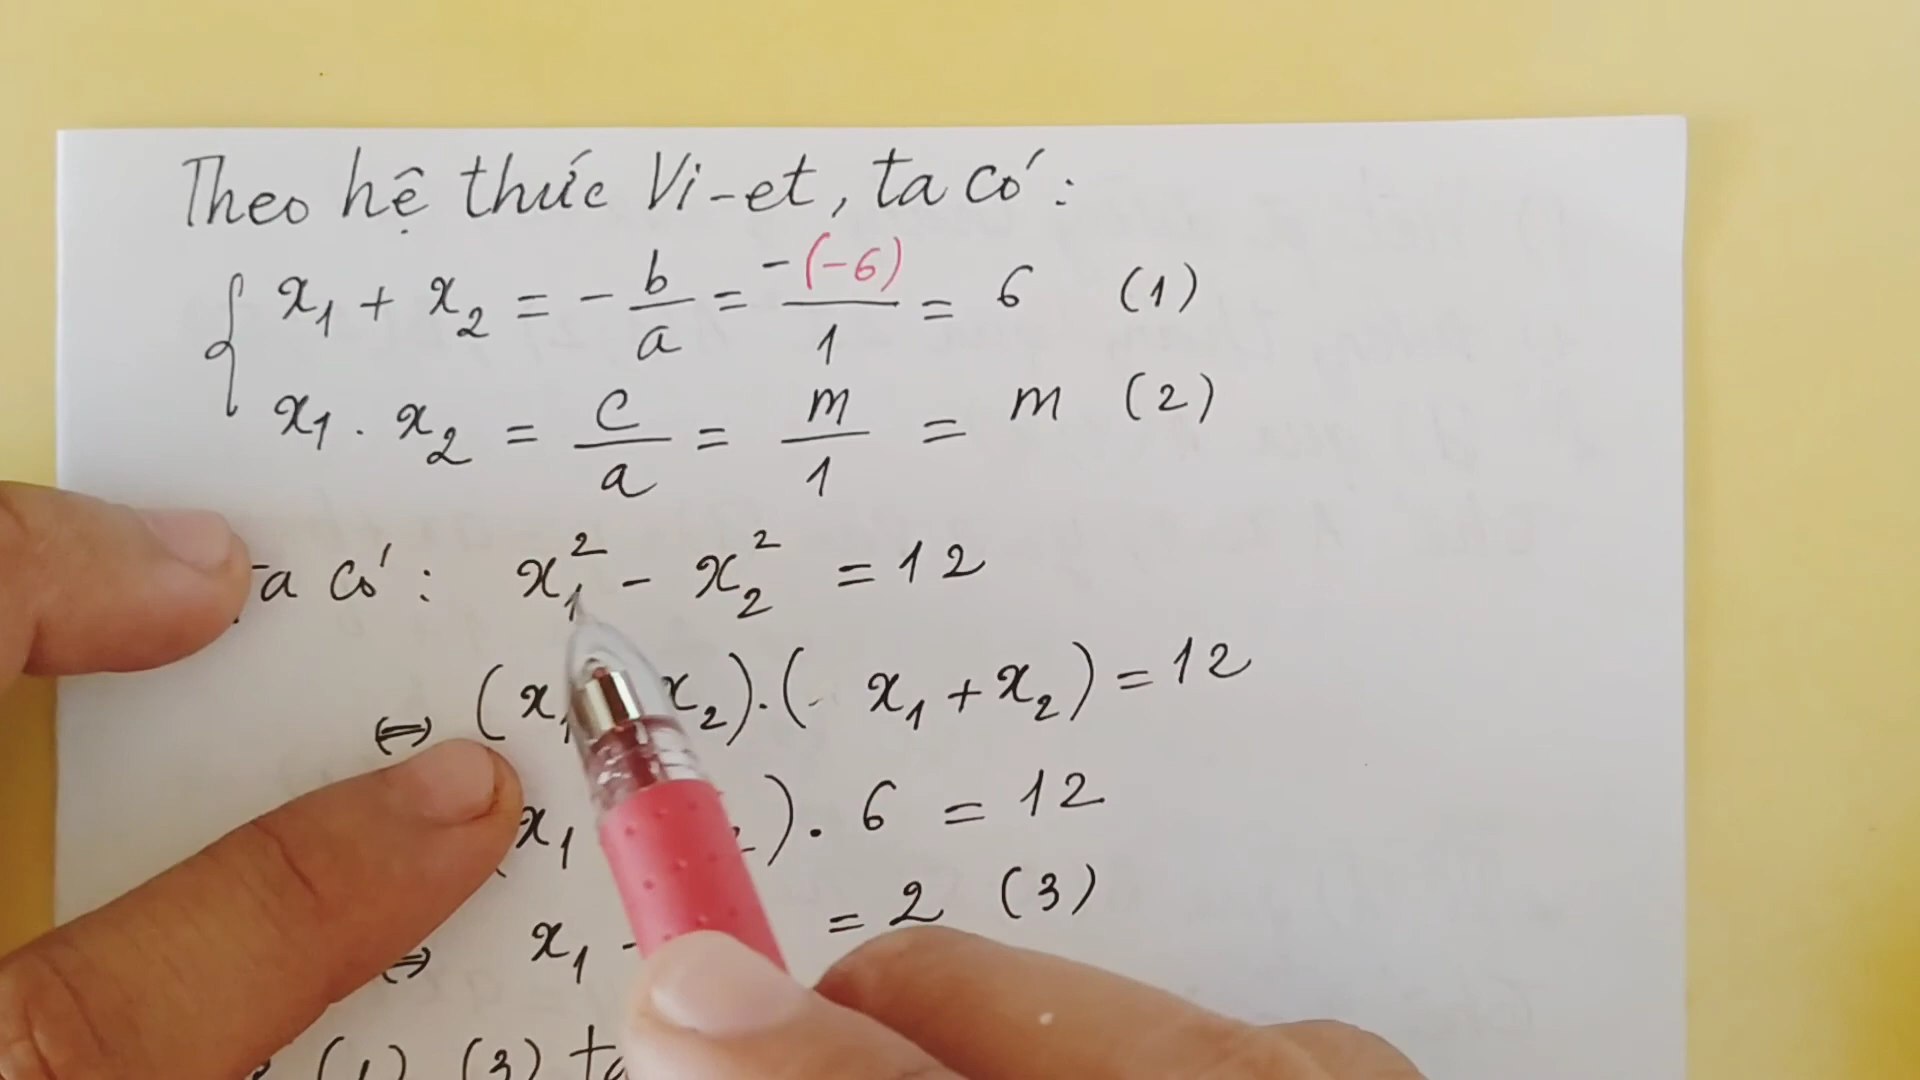 Theo hệ thức Vi-et, ta có:
x₁ + x₂ = - b/a = -(-6)/1 = 6 (1)
x₁ . x₂ = c/a = m/1 = m (2)
có: x₁² - x₂² = 12
⇔ (x₁ x₂).( x₁ + x₂) = 12
x₁ ). 6 = 12
⇔ x₁ - = 2 (3)
(1) (3) ta